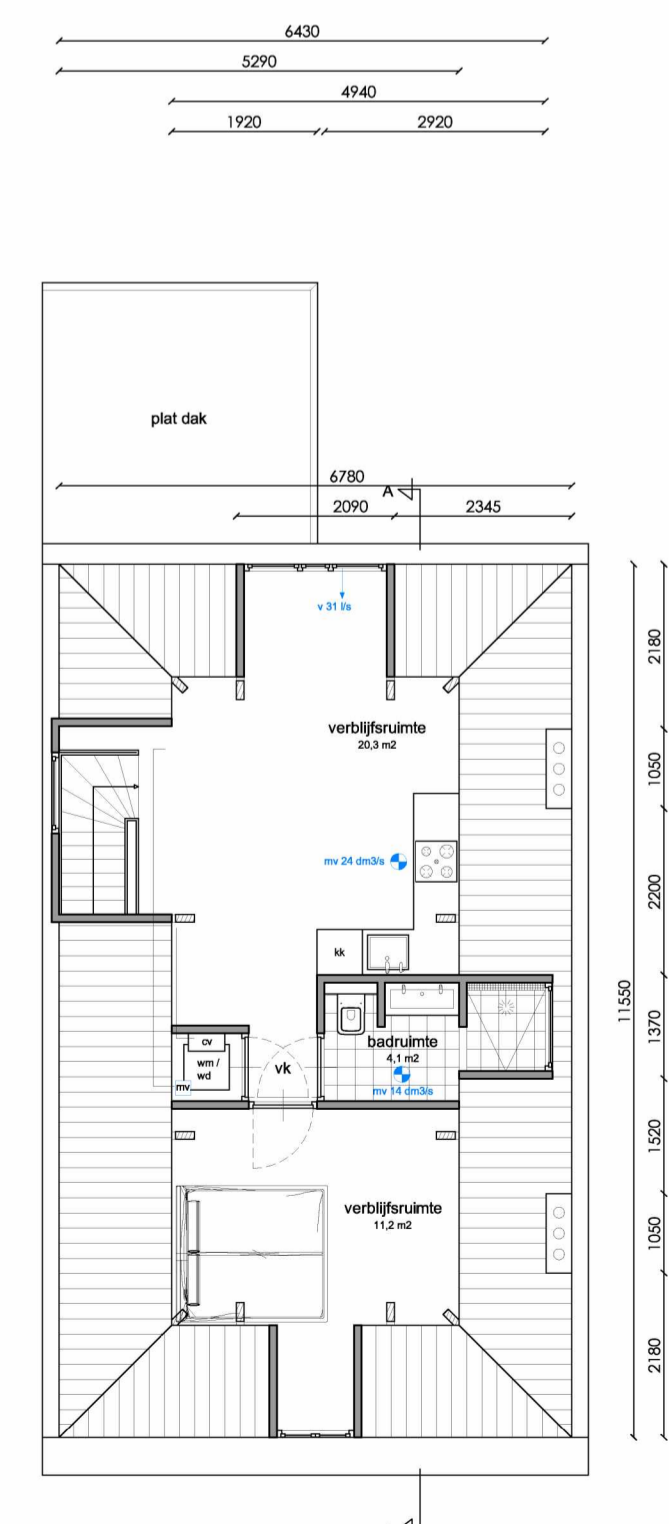 6430
5290
4940
1920
2920
plat dak
6780
A
2090
2345
v 31 l/s
2180
verblijfsruimte
20,3 m2
1050
mv 24 dm3/s
2200
kk
11550
1370
cv
badruimte
4,1 m2
wm /
wd
vk
mv
mv 14 dm3/s
1520
verblijfsruimte
11,2 m2
1050
2180